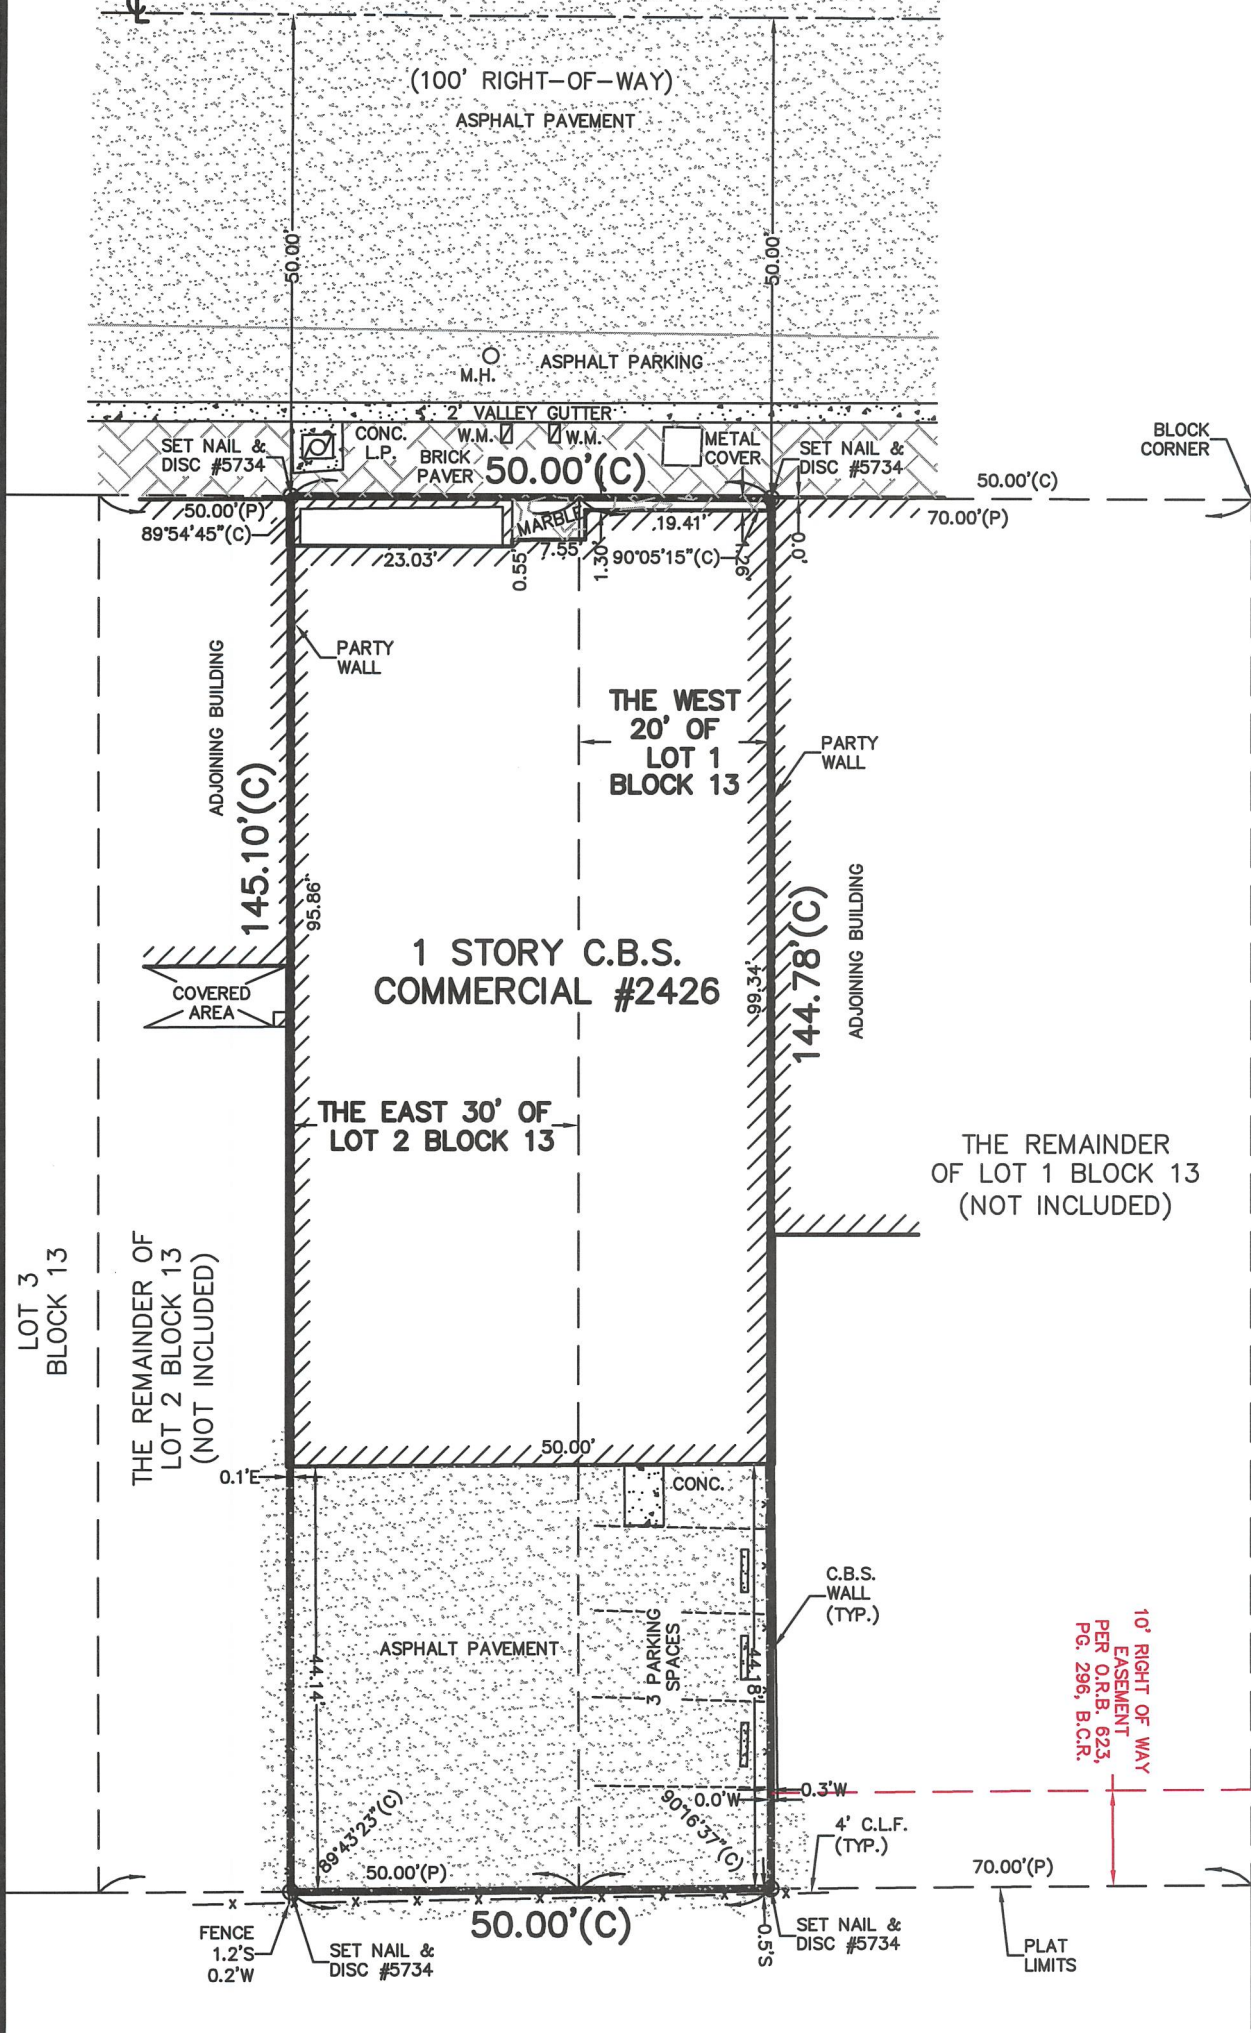 ℄
(100' RIGHT-OF-WAY)
ASPHALT PAVEMENT
50.00'
50.00'
ASPHALT PARKING
M.H.
2' VALLEY GUTTER
SET NAIL &
DISC #5734
CONC.
L.P.
BRICK
PAVER
W.M.
W.M.
METAL
COVER
SET NAIL &
DISC #5734
BLOCK
CORNER
50.00'(C)
50.00'(C)
50.00'(P)
70.00'(P)
89°54'45"(C)
MARBLE
23.03'
0.55'
7.55'
1.30'
19.41'
90°05'15"(C)
1.26'
0.0'
PARTY
WALL
ADJOINING BUILDING
THE WEST
20' OF
LOT 1
BLOCK 13
PARTY
WALL
145.10'(C)
95.86'
1 STORY C.B.S.
COMMERCIAL #2426
99.34'
144.78'(C)
ADJOINING BUILDING
COVERED
AREA
THE EAST 30' OF
LOT 2 BLOCK 13
THE REMAINDER
OF LOT 1 BLOCK 13
(NOT INCLUDED)
LOT 3
BLOCK 13
THE REMAINDER OF
LOT 2 BLOCK 13
(NOT INCLUDED)
50.00'
0.1'E
CONC.
C.B.S.
WALL
(TYP.)
ASPHALT PAVEMENT
3 PARKING
SPACES
44.14'
44.18'
10' RIGHT OF WAY
EASEMENT
PER O.R.B. 623,
PG. 296, B.C.R.
0.3'W
0.0'W
89°43'23"(C)
90°16'37"(C)
4' C.L.F.
(TYP.)
50.00'(P)
70.00'(P)
x x x x x x x x x
50.00'(C)
FENCE
1.2'S
0.2'W
SET NAIL &
DISC #5734
0.5'S
SET NAIL &
DISC #5734
PLAT
LIMITS